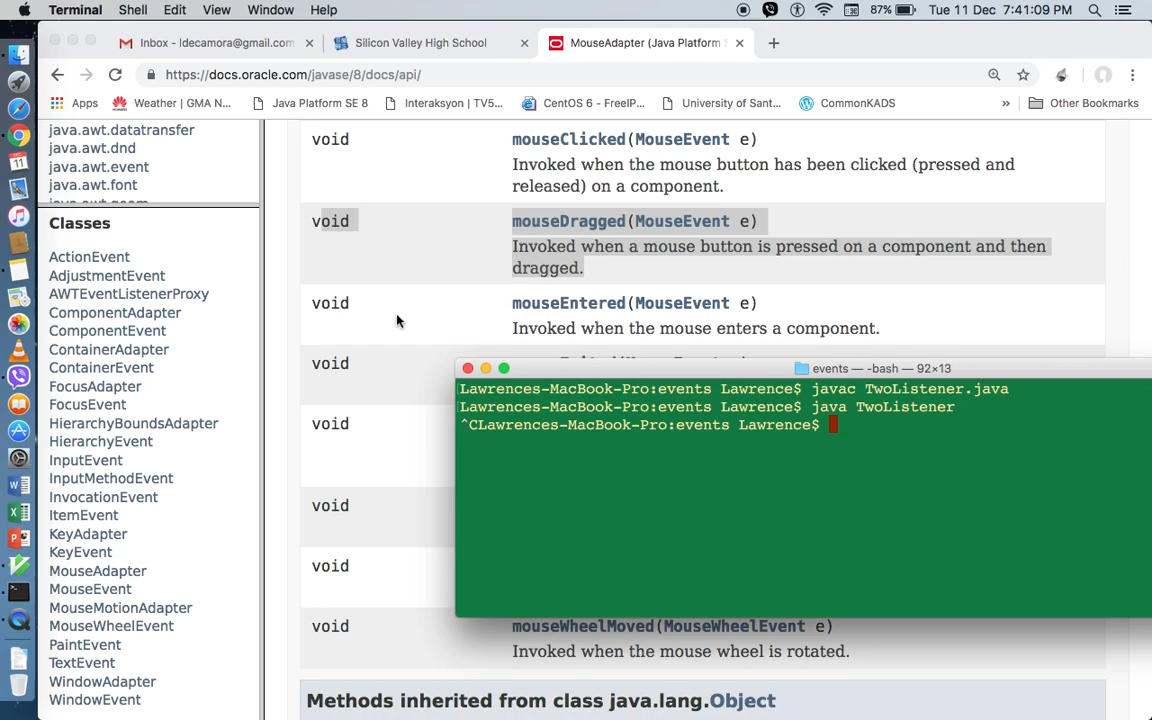 Terminal Shell Edit View Window Help 87% Tue 11 Dec 7:41:09 PM
Inbox - ldecamora@gmail.com × Silicon Valley High School × MouseAdapter (Java Platform × +
https://docs.oracle.com/javase/8/docs/api/
Apps Weather | GMA N... Java Platform SE 8 Interaksyon | TV5... CentOS 6 - FreeIP... University of Sant... CommonKADS » Other Bookmarks
java.awt.datatransfer
java.awt.dnd
java.awt.event
java.awt.font
java.awt.geom
Classes
ActionEvent
AdjustmentEvent
AWTEventListenerProxy
ComponentAdapter
ComponentEvent
ContainerAdapter
ContainerEvent
FocusAdapter
FocusEvent
HierarchyBoundsAdapter
HierarchyEvent
InputEvent
InputMethodEvent
InvocationEvent
ItemEvent
KeyAdapter
KeyEvent
MouseAdapter
MouseEvent
MouseMotionAdapter
MouseWheelEvent
PaintEvent
TextEvent
WindowAdapter
WindowEvent
void mouseClicked(MouseEvent e)
Invoked when the mouse button has been clicked (pressed and
released) on a component.
void mouseDragged(MouseEvent e)
Invoked when a mouse button is pressed on a component and then
dragged.
void mouseEntered(MouseEvent e)
Invoked when the mouse enters a component.
void
void
void
void
void mouseWheelMoved(MouseWheelEvent e)
Invoked when the mouse wheel is rotated.
Methods inherited from class java.lang.Object
events — -bash — 92×13
Lawrences-MacBook-Pro:events Lawrence$ javac TwoListener.java
Lawrences-MacBook-Pro:events Lawrence$ java TwoListener
^CLawrences-MacBook-Pro:events Lawrence$